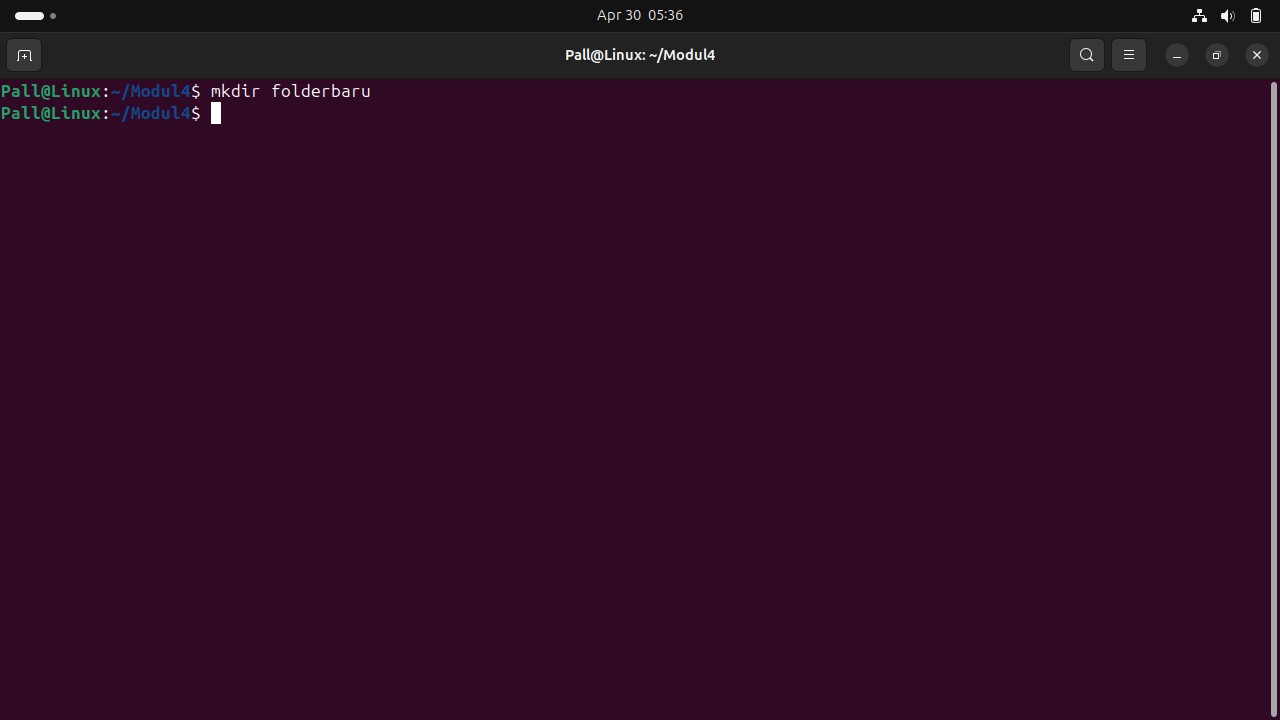 Apr 30 05:36
Pall@Linux: ~/Modul4
Pall@Linux:~/Modul4$ mkdir folderbaru
Pall@Linux:~/Modul4$